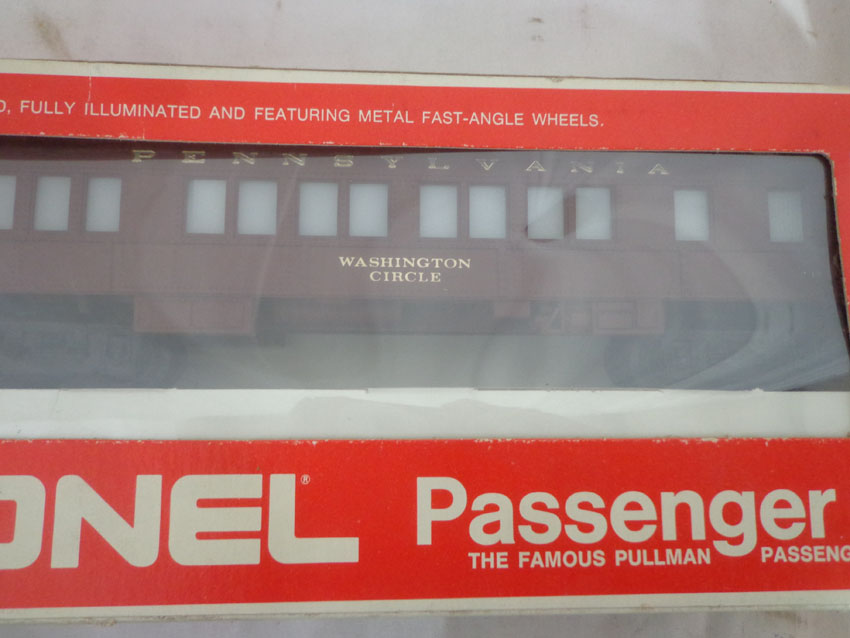 , FULLY ILLUMINATED AND FEATURING METAL FAST-ANGLE WHEELS.
PENNSYLVANIA
WASHINGTON
CIRCLE
ONEL®
Passenger
THE FAMOUS PULLMAN PASSENG